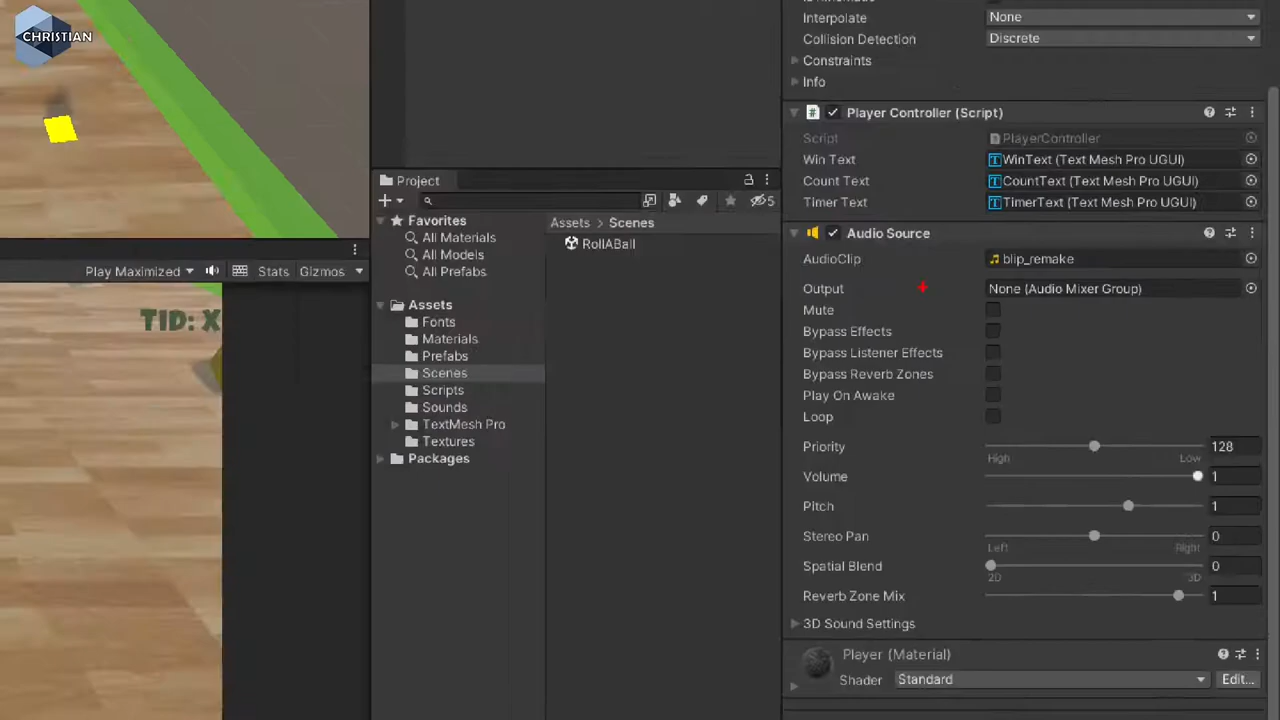 CHRISTIAN
Play Maximized
Stats
Gizmos
TID: X
Project
5
Favorites
All Materials
All Models
All Prefabs
Assets
Fonts
Materials
Prefabs
Scenes
Scripts
Sounds
TextMesh Pro
Textures
Packages
Assets > Scenes
RollABall
Interpolate None
Collision Detection Discrete
Constraints
Info
# Player Controller (Script)
Script PlayerController
Win Text WinText (Text Mesh Pro UGUI)
Count Text CountText (Text Mesh Pro UGUI)
Timer Text TimerText (Text Mesh Pro UGUI)
Audio Source
AudioClip blip_remake
Output None (Audio Mixer Group)
Mute
Bypass Effects
Bypass Listener Effects
Bypass Reverb Zones
Play On Awake
Loop
Priority 128
High Low
Volume 1
Pitch 1
Stereo Pan 0
Left Right
Spatial Blend 0
2D 3D
Reverb Zone Mix 1
3D Sound Settings
Player (Material)
Shader Standard Edit...